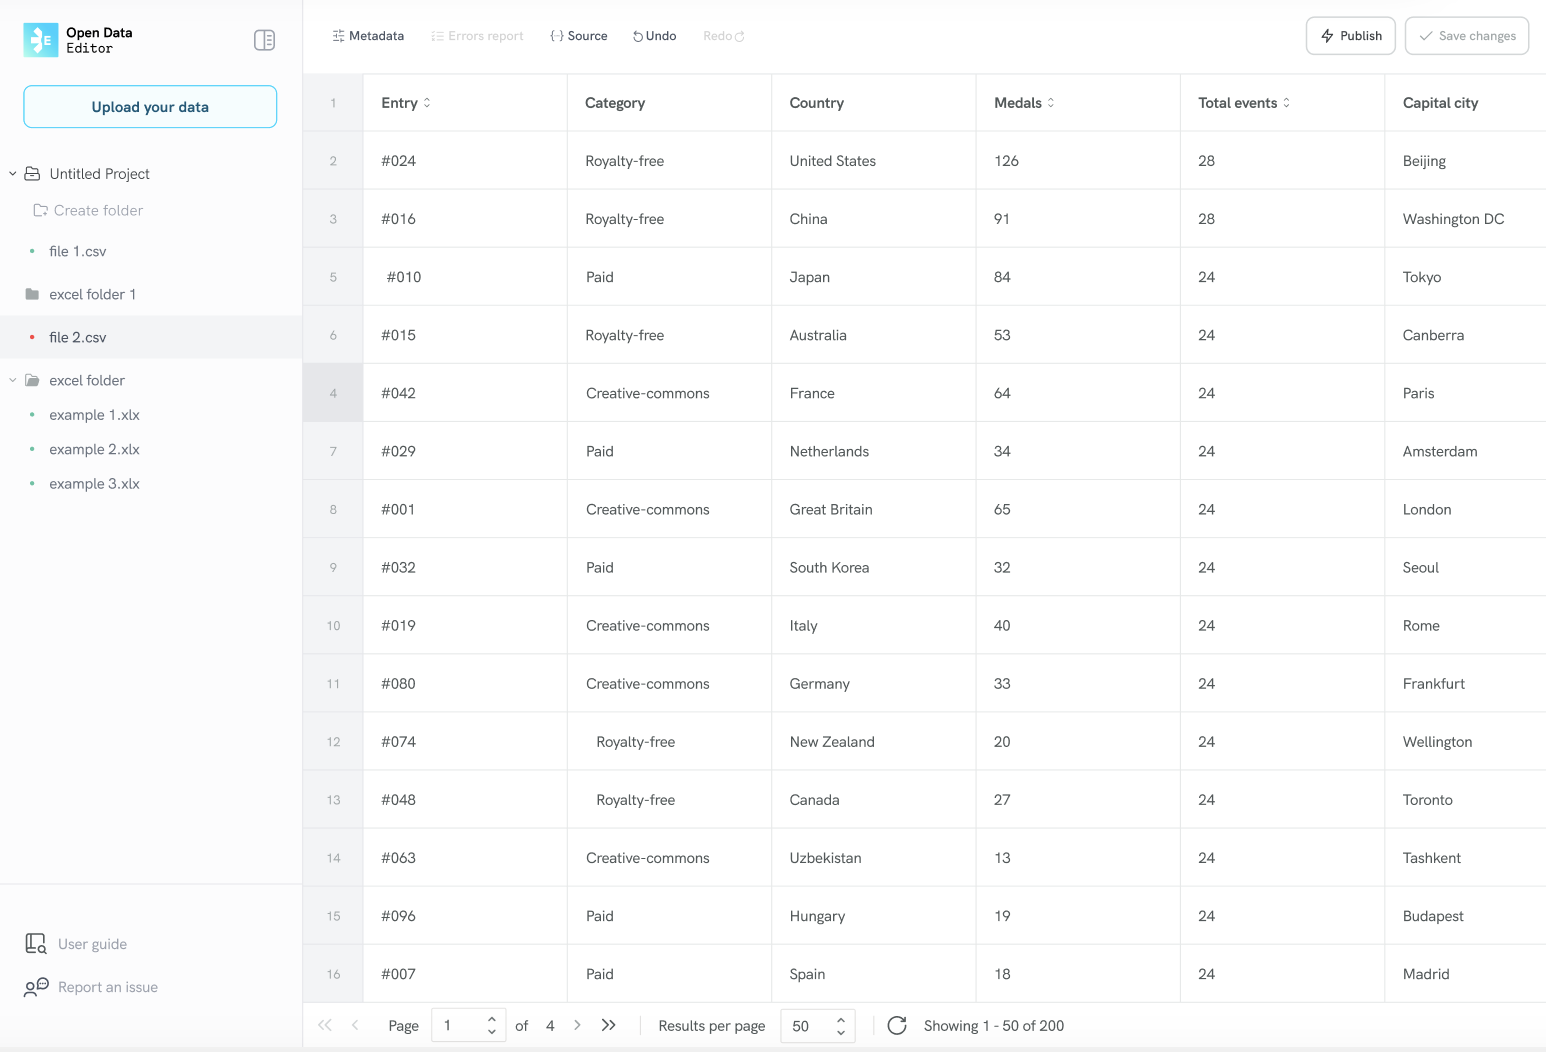 Open Data
Editor
Upload your data
Untitled Project
Create folder
file 1.csv
excel folder 1
file 2.csv
excel folder
example 1.xlx
example 2.xlx
example 3.xlx
User guide
Report an issue
Metadata Errors report Source Undo Redo Publish Save changes
1 Entry Category Country Medals Total events Capital city
2 #024 Royalty-free United States 126 28 Beijing
3 #016 Royalty-free China 91 28 Washington DC
5 #010 Paid Japan 84 24 Tokyo
6 #015 Royalty-free Australia 53 24 Canberra
4 #042 Creative-commons France 64 24 Paris
7 #029 Paid Netherlands 34 24 Amsterdam
8 #001 Creative-commons Great Britain 65 24 London
9 #032 Paid South Korea 32 24 Seoul
10 #019 Creative-commons Italy 40 24 Rome
11 #080 Creative-commons Germany 33 24 Frankfurt
12 #074 Royalty-free New Zealand 20 24 Wellington
13 #048 Royalty-free Canada 27 24 Toronto
14 #063 Creative-commons Uzbekistan 13 24 Tashkent
15 #096 Paid Hungary 19 24 Budapest
16 #007 Paid Spain 18 24 Madrid
Page 1 of 4 Results per page 50 Showing 1 - 50 of 200